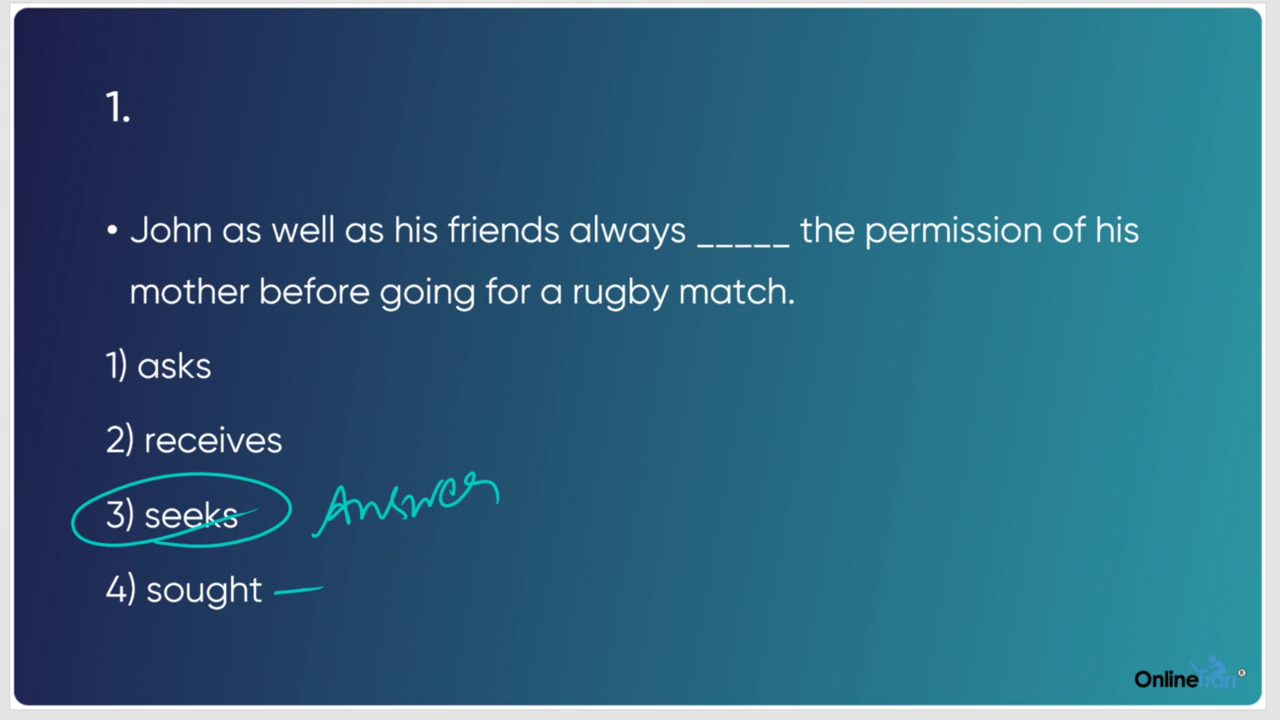 1.
• John as well as his friends always _____ the permission of his
mother before going for a rugby match.
1) asks
2) receives
3) seeks Answer
4) sought —
OnlineTyari ®